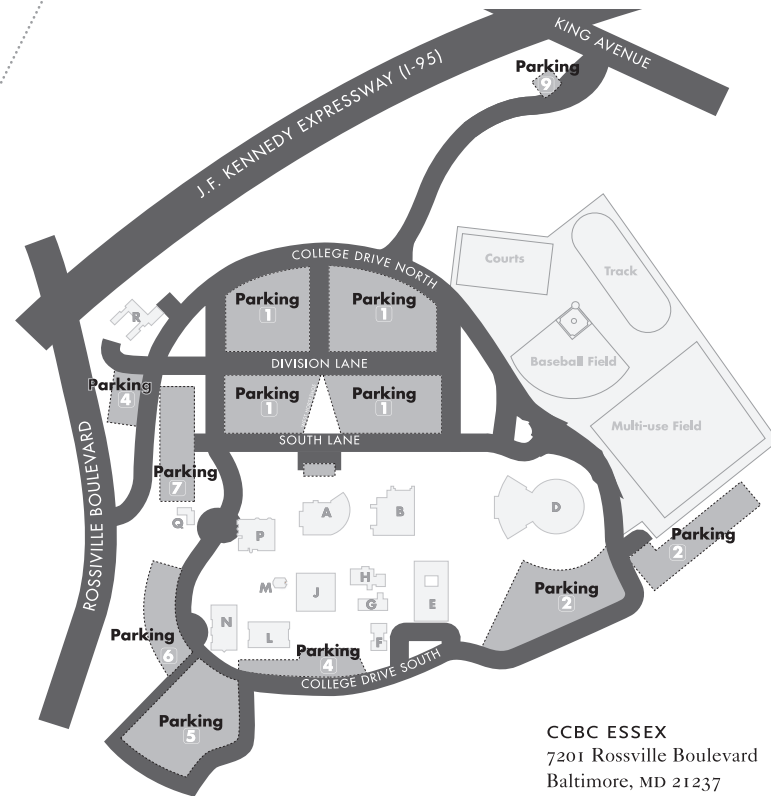 KING AVENUE
Parking
9
J.F. KENNEDY EXPRESSWAY (I-95)
COLLEGE DRIVE NORTH
Courts
Track
Parking
1
Parking
1
R
DIVISION LANE
Baseball Field
Parking
4
Parking
1
Parking
1
Multi-use Field
SOUTH LANE
ROSSIVILLE BOULEVARD
Parking
7
Q
P
A
B
D
Parking
2
M
J
H
G
E
Parking
2
N
L
F
Parking
6
Parking
4
COLLEGE DRIVE SOUTH
Parking
5
CCBC ESSEX
7201 Rossville Boulevard
Baltimore, MD 21237